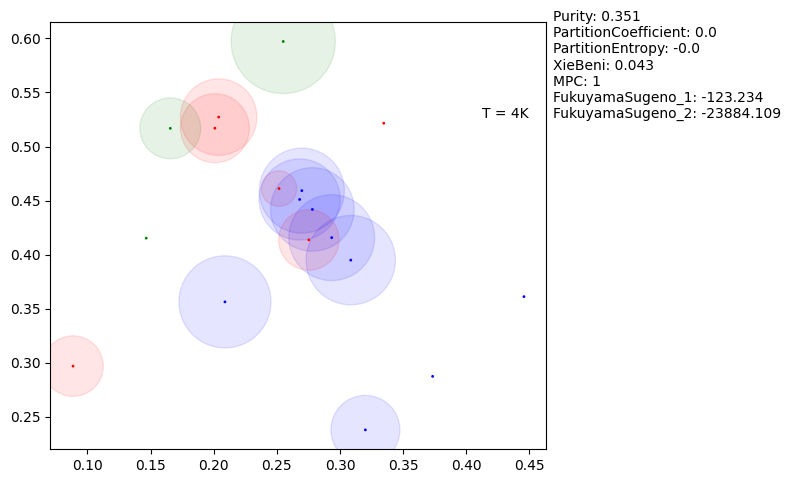 Purity: 0.351
PartitionCoefficient: 0.0
PartitionEntropy: -0.0
XieBeni: 0.043
MPC: 1
FukuyamaSugeno_1: -123.234
FukuyamaSugeno_2: -23884.109
T = 4K
0.60
0.55
0.50
0.45
0.40
0.35
0.30
0.25
0.10 0.15 0.20 0.25 0.30 0.35 0.40 0.45